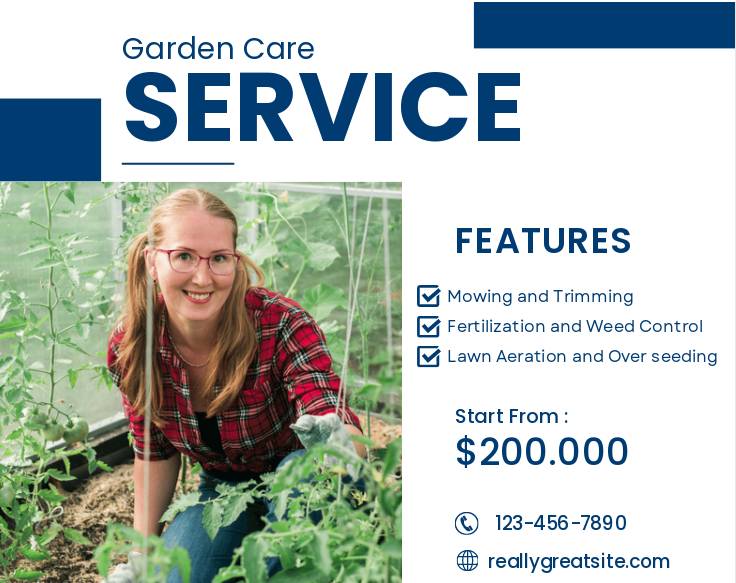 Garden Care
SERVICE
FEATURES
Mowing and Trimming
Fertilization and Weed Control
Lawn Aeration and Over seeding
Start From :
$200.000
123-456-7890
reallygreatsite.com